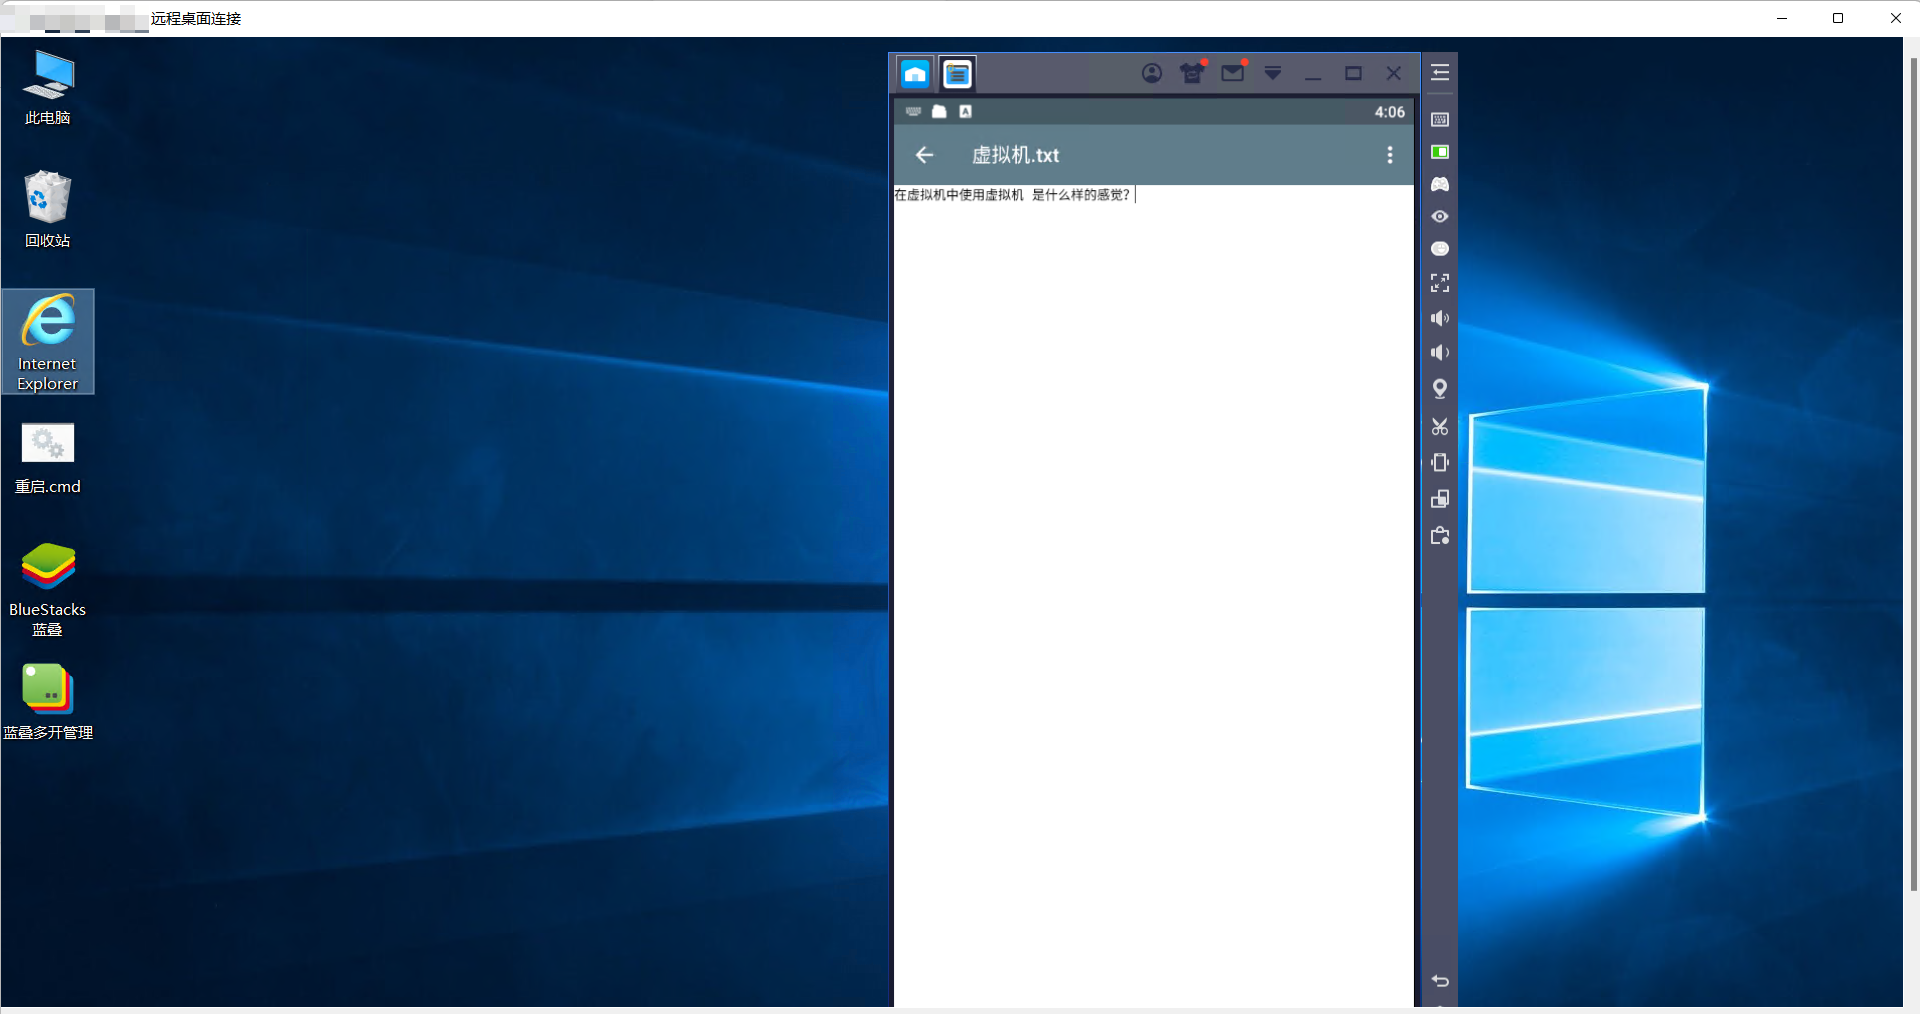 远程桌面连接
此电脑
回收站
Internet
Explorer
重启.cmd
BlueStacks
蓝叠
蓝叠多开管理
4:06
虚拟机.txt
在虚拟机中使用虚拟机 是什么样的感觉？